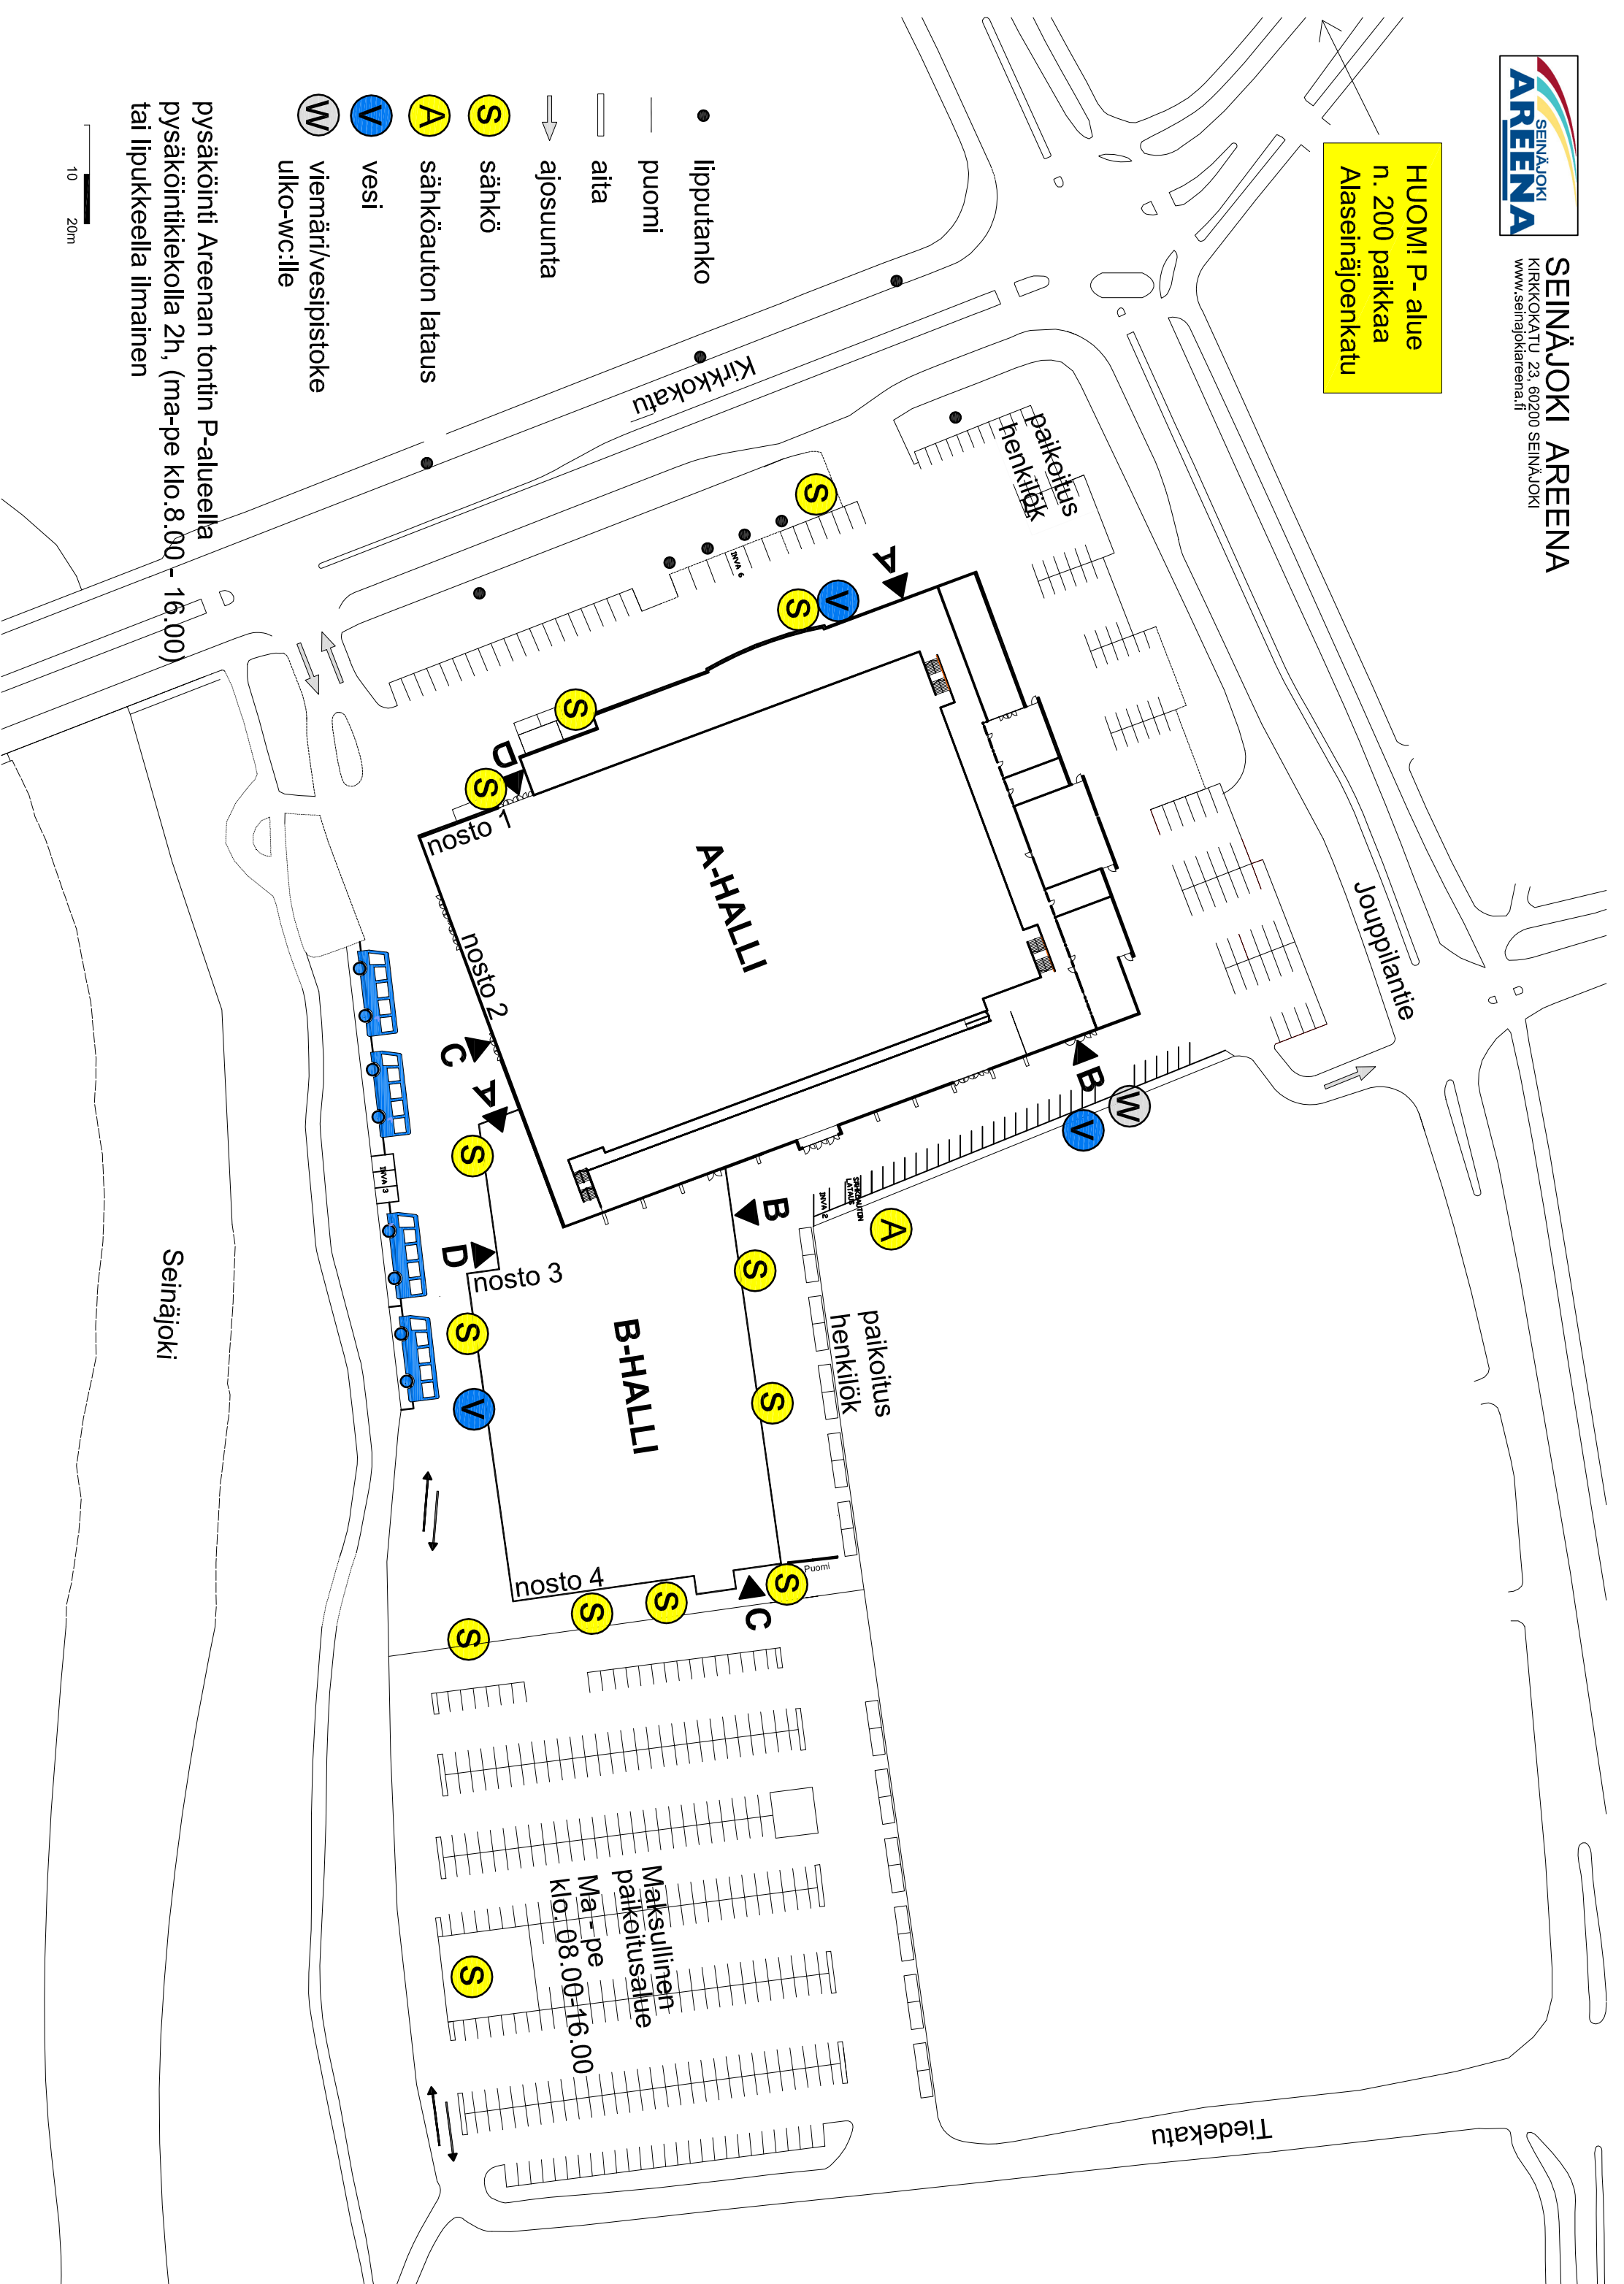 SEINÄJOKI
AREENA
SEINÄJOKI AREENA
KIRKKOKATU 23, 60200 SEINÄJOKI
www.seinajokiareena.fi
HUOM! P- alue
n. 200 paikkaa
Alaseinäjoenkatu
lipputanko
puomi
aita
ajosuunta
S sähkö
A sähköauton lataus
V vesi
W viemäri/vesipistoke
ulko-wc:lle
pysäköinti Areenan tontin P-alueella
pysäköintikiekolla 2h, (ma-pe klo.8.00 - 16.00)
tai lipukkeella ilmainen
10 20m
Kirkkokatu
paikoitus
henkilök
Jouppilantie
S
INVA 6
A
V
S
S
D
S
nosto 1
A-HALLI
nosto 2
C
A
S
B
W
V
SÄHKÖAUTON
LATAUS
INVA 2
A
B
S
INVA 3
D
nosto 3
S
V
B-HALLI
paikoitus
henkilök
S
Seinäjoki
nosto 4
Puomi
S
C
S
S
S
Maksullinen
paikoitusalue
Ma - pe
klo. 08.00-16.00
S
Tiedekatu